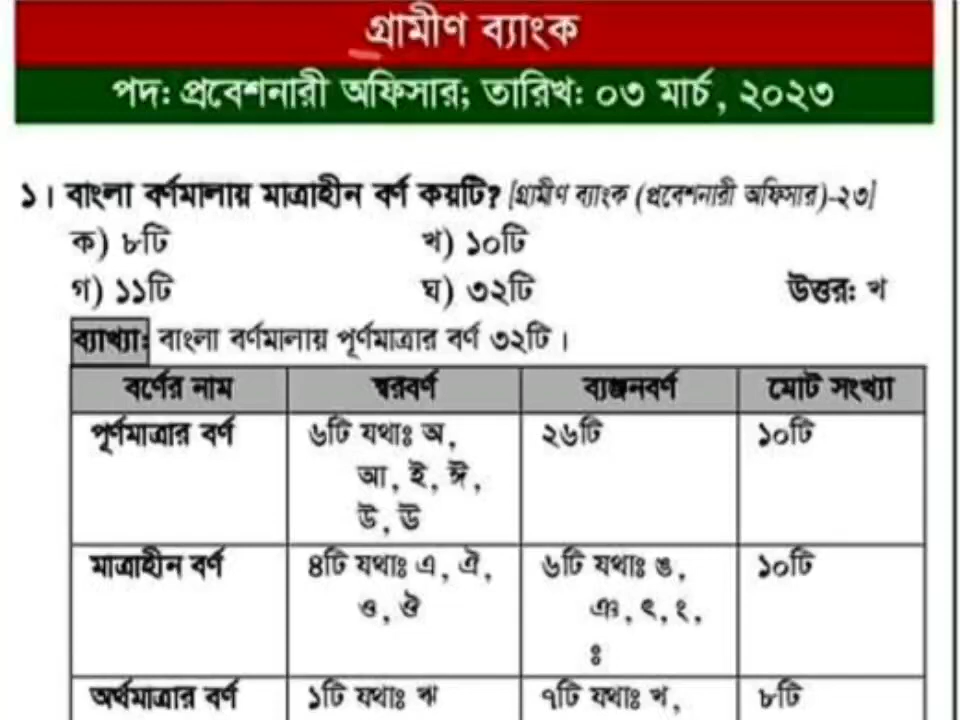 গ্রামীণ ব্যাংক
পদ: প্রবেশনারী অফিসার; তারিখ: ০৩ মার্চ, ২০২৩
১। বাংলা বর্ণমালায় মাত্রাহীন বর্ণ কয়টি? [গ্রামীণ ব্যাংক (প্রবেশনারী অফিসার)-২৩]
ক) ৮টি খ) ১০টি
গ) ১১টি ঘ) ৩২টি উত্তর: খ
ব্যাখ্যা: বাংলা বর্ণমালায় পূর্ণমাত্রার বর্ণ ৩২টি।
বর্ণের নাম স্বরবর্ণ ব্যঞ্জনবর্ণ মোট সংখ্যা
পূর্ণমাত্রার বর্ণ ৬টি যথাঃ অ, ২৬টি ১০টি
আ, ই, ঈ,
উ, ঊ
মাত্রাহীন বর্ণ ৪টি যথাঃ এ, ঐ, ৬টি যথাঃ ঙ, ১০টি
ও, ঔ ঞ, ৎ, ং,
ঃ
অর্ধমাত্রার বর্ণ ১টি যথাঃ ঋ ৭টি যথাঃ খ, ৮টি